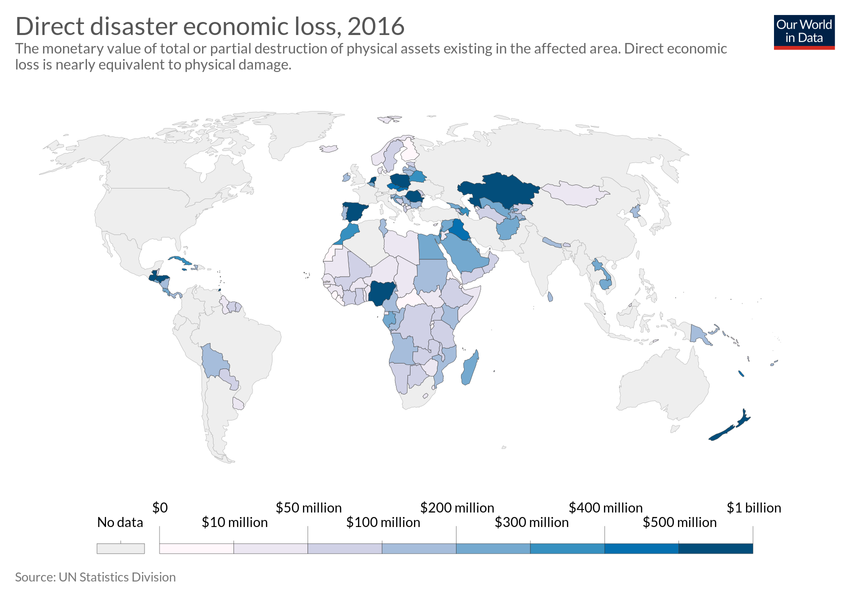 Direct disaster economic loss, 2016
The monetary value of total or partial destruction of physical assets existing in the affected area. Direct economic
loss is nearly equivalent to physical damage.
Our World
in Data
No data
$0
$10 million
$50 million
$100 million
$200 million
$300 million
$400 million
$500 million
$1 billion
Source: UN Statistics Division